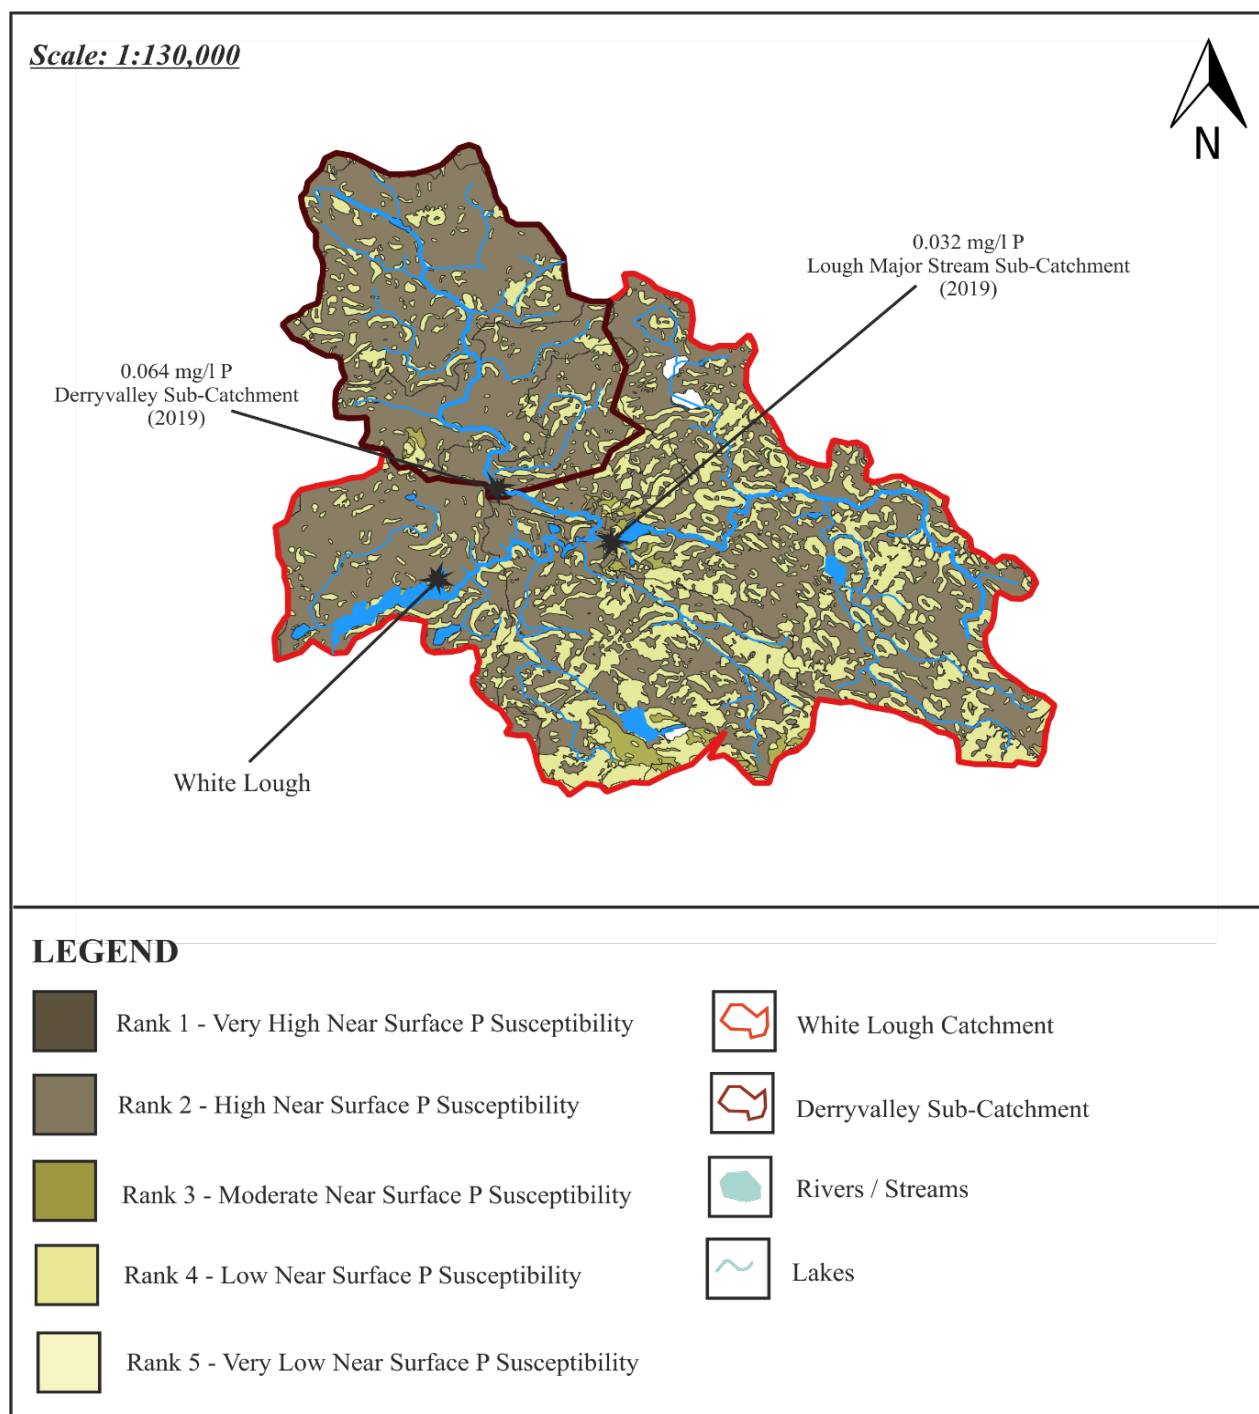 Scale: 1:130,000
N
0.032 mg/l P
Lough Major Stream Sub-Catchment
(2019)
0.064 mg/l P
Derryvalley Sub-Catchment
(2019)
White Lough
LEGEND
Rank 1 - Very High Near Surface P Susceptibility
Rank 2 - High Near Surface P Susceptibility
Rank 3 - Moderate Near Surface P Susceptibility
Rank 4 - Low Near Surface P Susceptibility
Rank 5 - Very Low Near Surface P Susceptibility
White Lough Catchment
Derryvalley Sub-Catchment
Rivers / Streams
Lakes